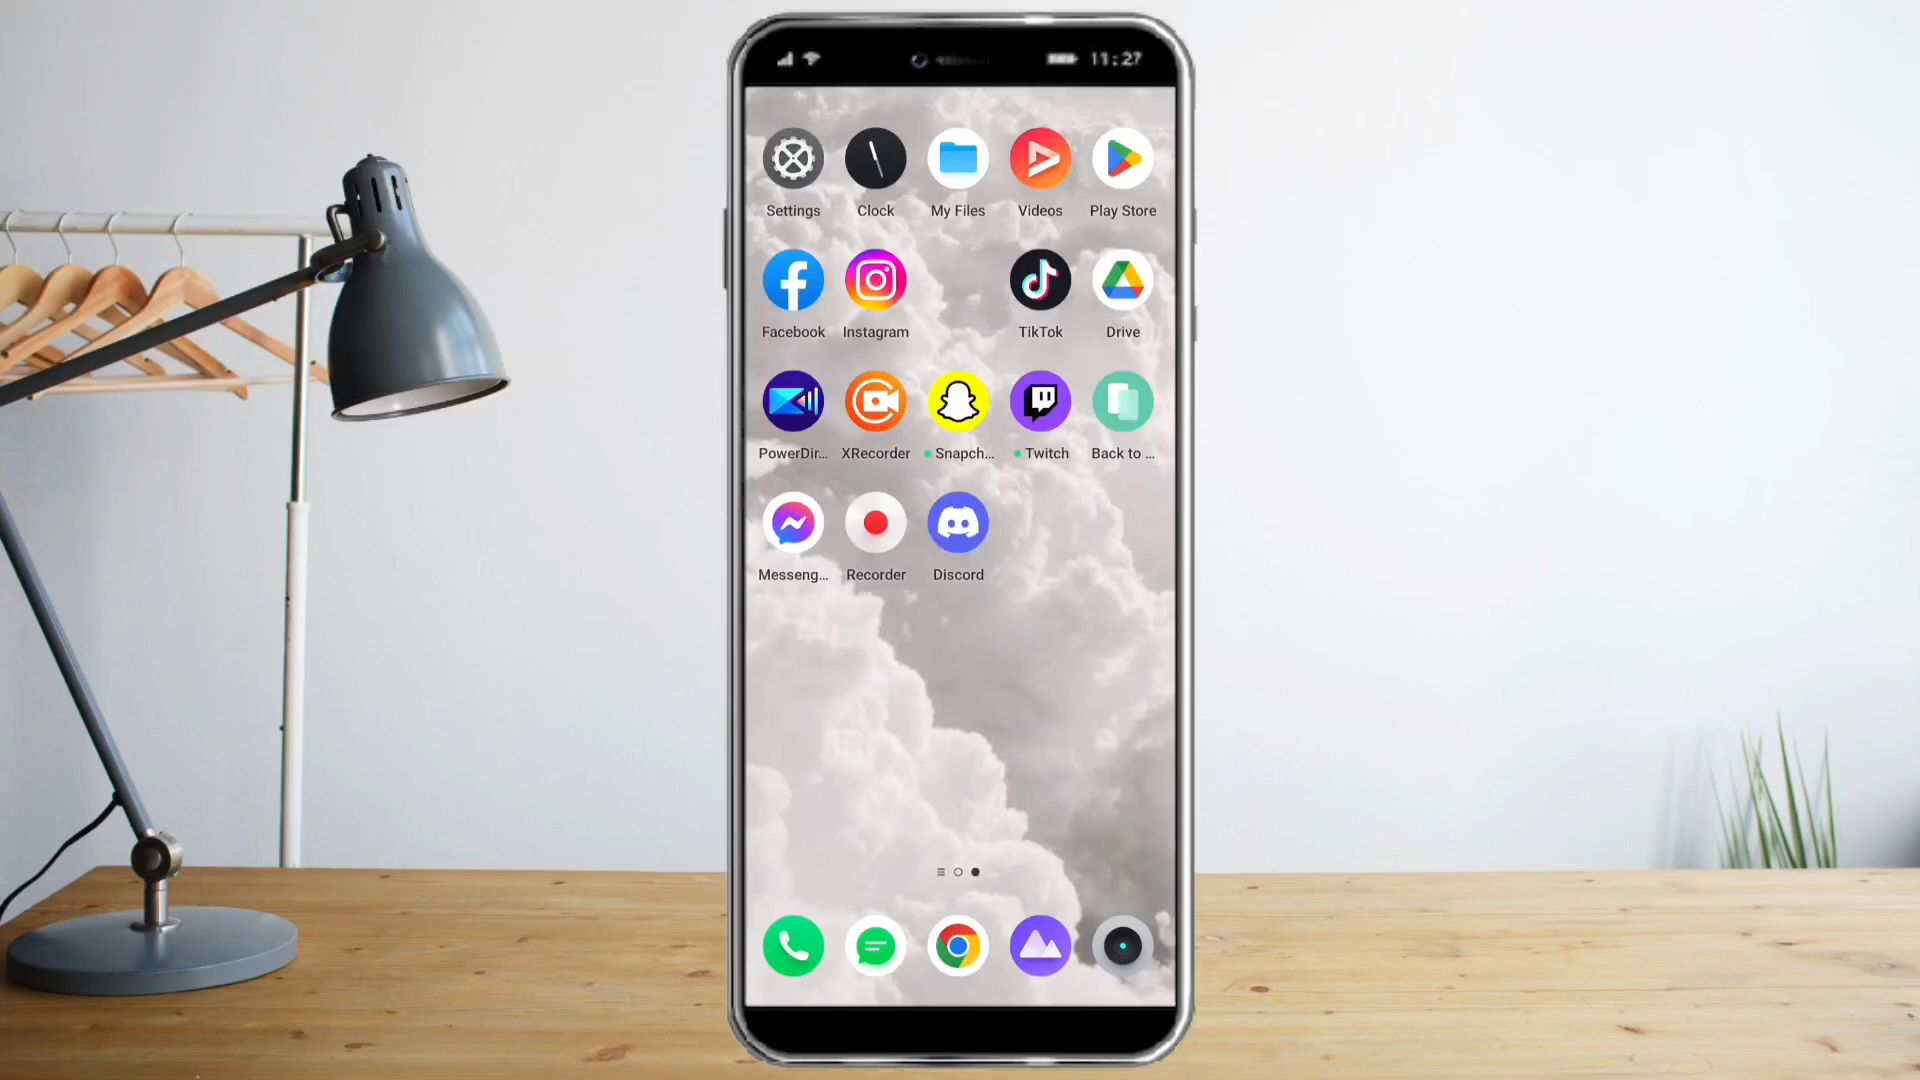 11:27
Settings Clock My Files Videos Play Store
Facebook Instagram TikTok Drive
PowerDir... XRecorder Snapch... Twitch Back to ...
Messeng... Recorder Discord